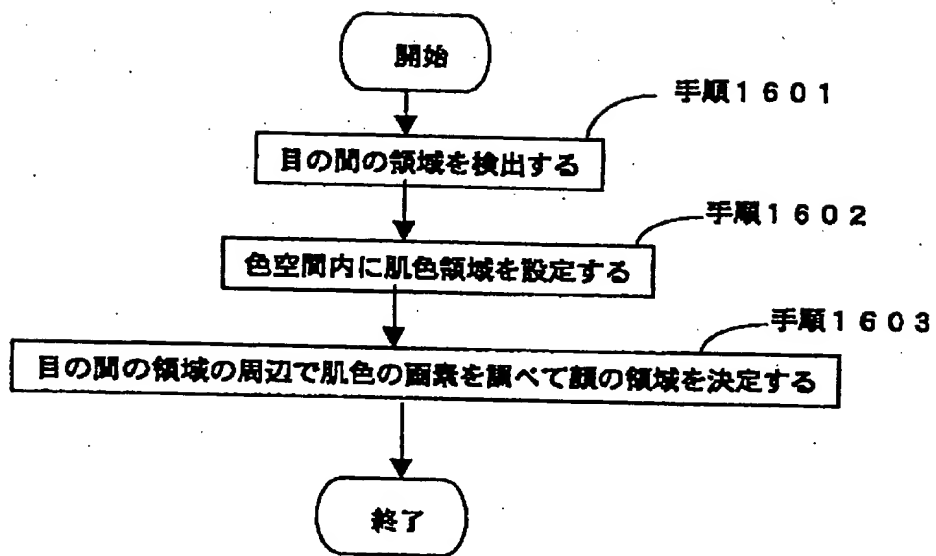 開始
手順1601
目の間の領域を検出する
手順1602
色空間内に肌色領域を設定する
手順1603
目の間の領域の周辺で肌色の画素を調べて顔の領域を決定する
終了